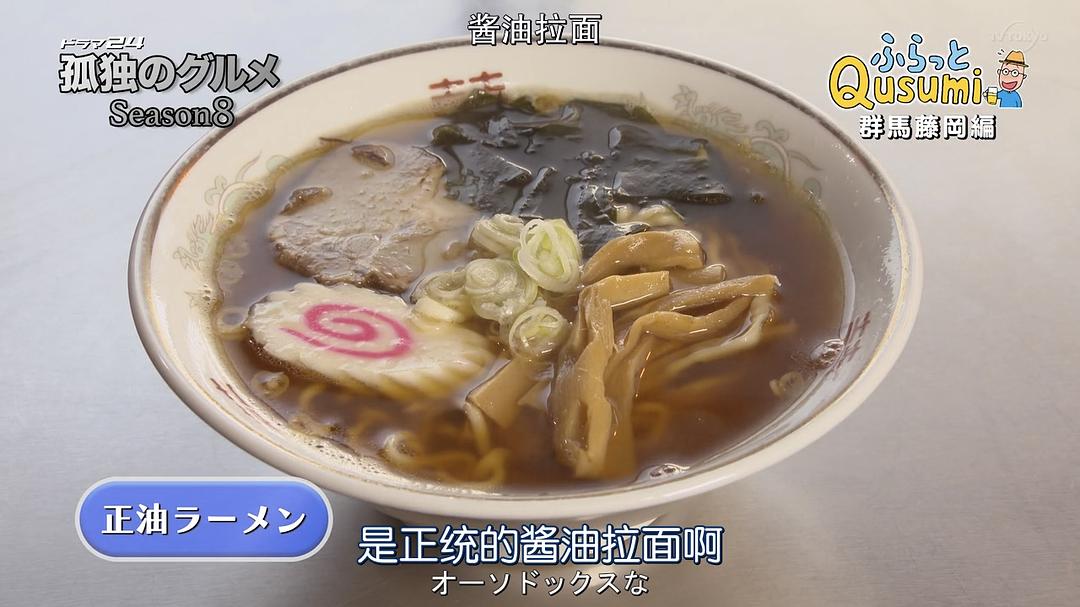 酱油拉面
ドラマ24
孤独のグルメ
Season8
TV TOKYO
ふらっと
Qusumi
群馬藤岡編
正油ラーメン
是正统的酱油拉面啊
オーソドックスな